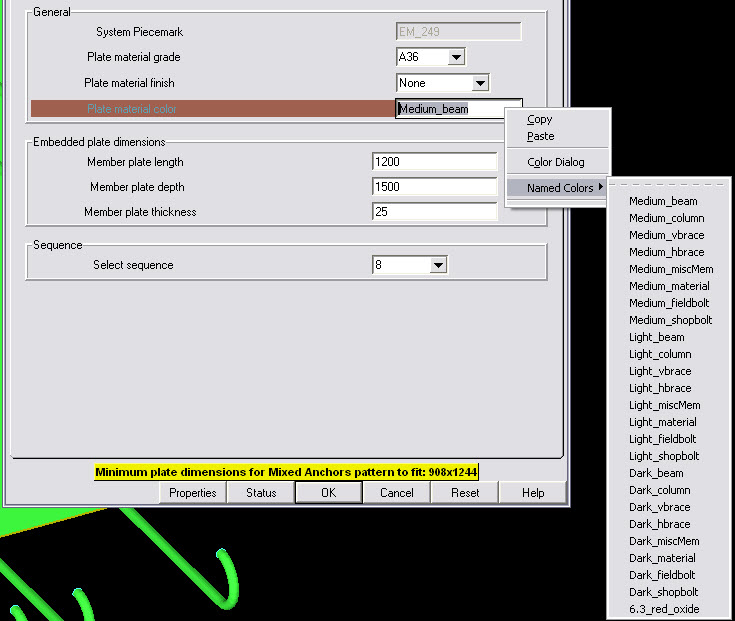 General
System Piecemark EM_249
Plate material grade A36
Plate material finish None
Plate material color Medium_beam
Copy
Paste
Color Dialog
Named Colors
Embedded plate dimensions
Member plate length 1200
Member plate depth 1500
Member plate thickness 25
Sequence
Select sequence 8
Medium_beam
Medium_column
Medium_vbrace
Medium_hbrace
Medium_miscMem
Medium_material
Medium_fieldbolt
Medium_shopbolt
Light_beam
Light_column
Light_vbrace
Light_hbrace
Light_miscMem
Light_material
Light_fieldbolt
Light_shopbolt
Dark_beam
Dark_column
Dark_vbrace
Dark_hbrace
Dark_miscMem
Dark_material
Dark_fieldbolt
Dark_shopbolt
6.3_red_oxide
Minimum plate dimensions for Mixed Anchors pattern to fit: 908x1244
Properties Status OK Cancel Reset Help